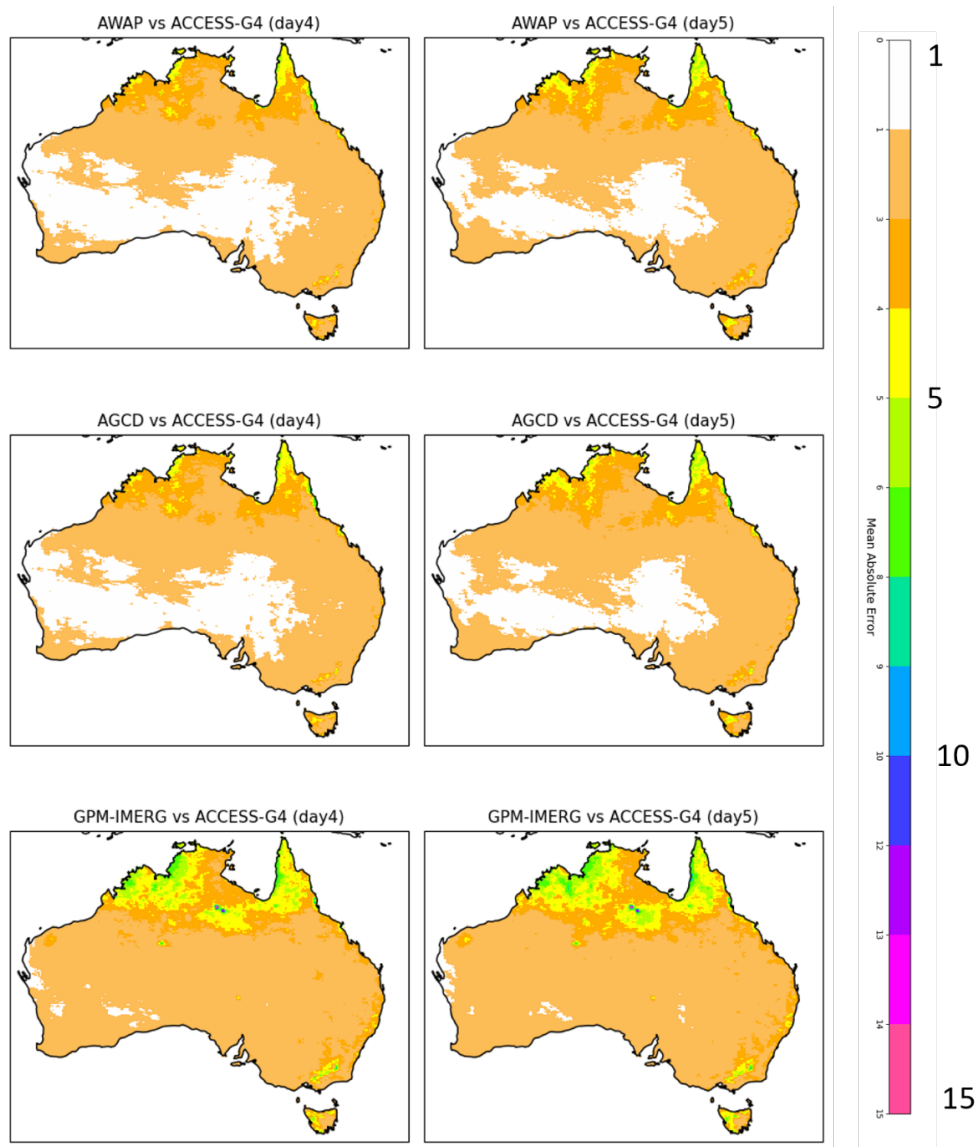 AWAP vs ACCESS-G4 (day4)
AWAP vs ACCESS-G4 (day5)
AGCD vs ACCESS-G4 (day4)
AGCD vs ACCESS-G4 (day5)
GPM-IMERG vs ACCESS-G4 (day4)
GPM-IMERG vs ACCESS-G4 (day5)
0
1
3
4
5
6
8
9
10
12
13
14
15
Mean Absolute Error
1
5
10
15